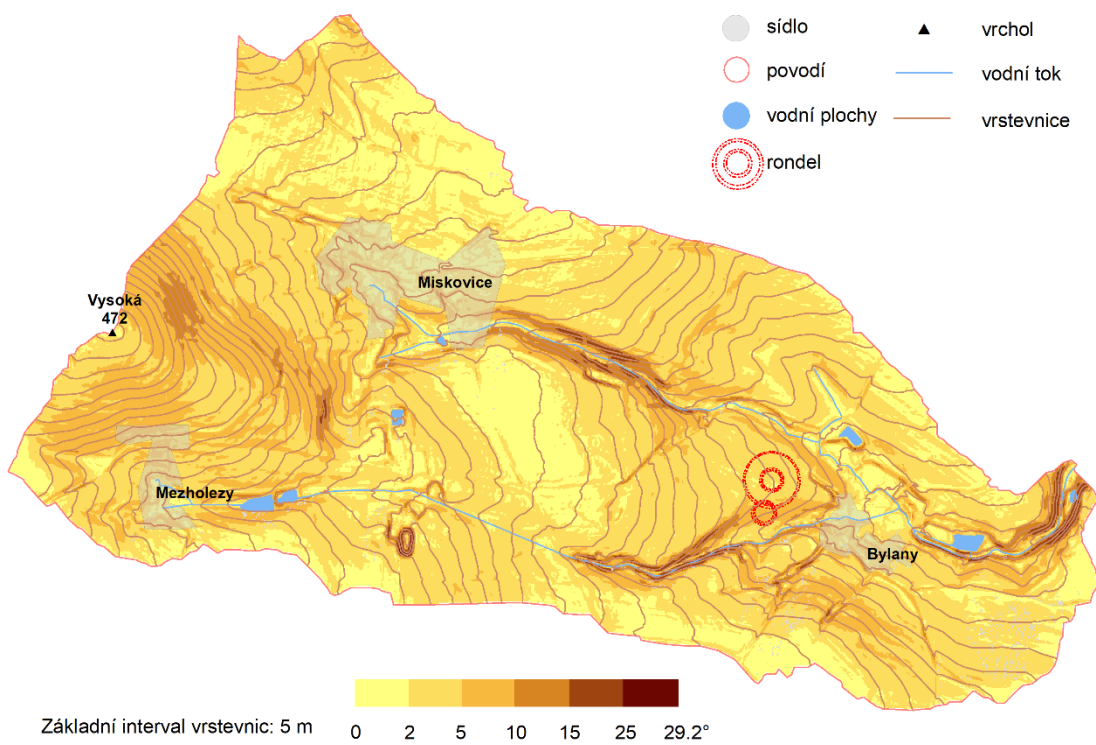 sídlo
vrchol
povodí
vodní tok
vodní plochy
vrstevnice
rondel
Miskovice
Vysoká
472
Mezholezy
Bylany
Základní interval vrstevnic: 5 m
0 2 5 10 15 25 29.2°